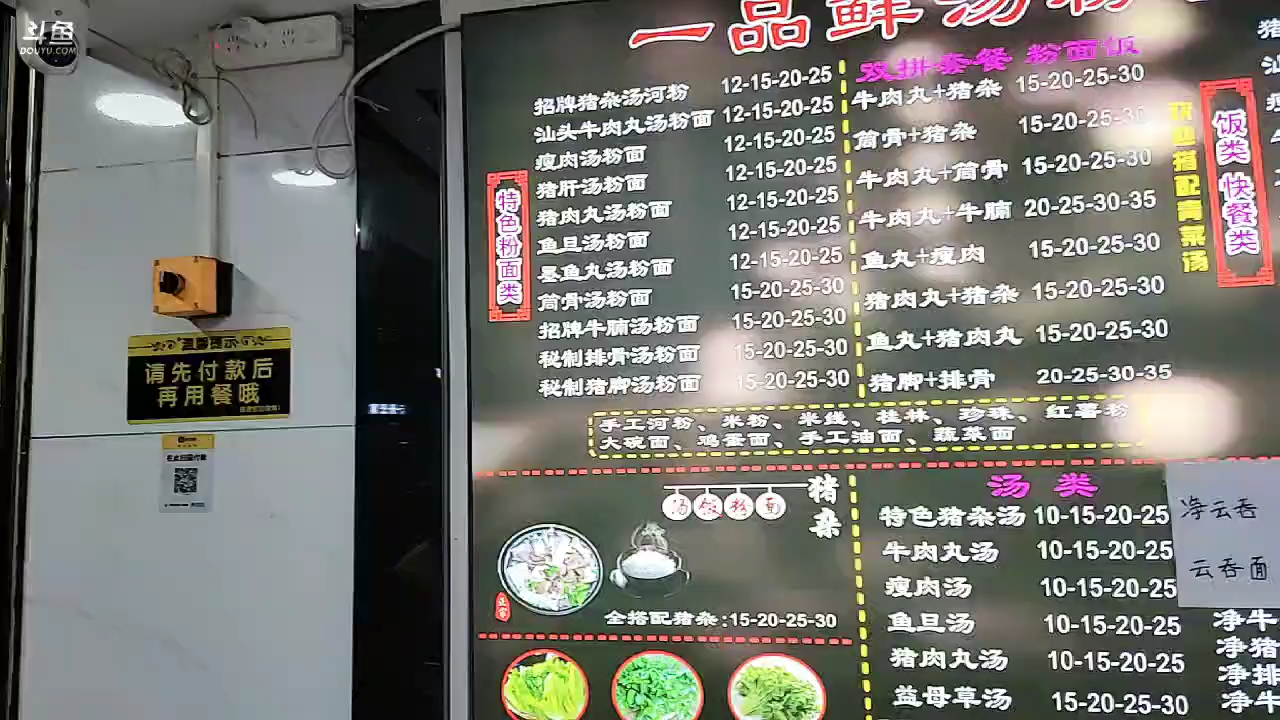 斗鱼
DOUYU.COM
一品鲜汤粉
特色粉面类
招牌猪杂汤河粉 12-15-20-25
汕头牛肉丸汤粉面 12-15-20-25
瘦肉汤粉面 12-15-20-25
猪肝汤粉面 12-15-20-25
猪肉丸汤粉面 12-15-20-25
鱼旦汤粉面 12-15-20-25
墨鱼丸汤粉面 12-15-20-25
筒骨汤粉面 15-20-25-30
招牌牛腩汤粉面 15-20-25-30
秘制排骨汤粉面 15-20-25-30
秘制猪脚汤粉面 15-20-25-30
双拼套餐 粉面饭
牛肉丸+猪杂 15-20-25-30
筒骨+猪杂 15-20-25-30
牛肉丸+筒骨 15-20-25-30
牛肉丸+牛腩 20-25-30-35
鱼丸+瘦肉 15-20-25-30
猪肉丸+猪杂 15-20-25-30
鱼丸+猪肉丸 15-20-25-30
猪脚+排骨 20-25-30-35
搭配青菜汤
饭类 快餐类
手工河粉、米粉、米线、桂林、珍珠、红薯粉
大碗面、鸡蛋面、手工油面、蔬菜面
汤饭粉面
猪杂
正宗
全搭配猪杂:15-20-25-30
汤类
特色猪杂汤 10-15-20-25
牛肉丸汤 10-15-20-25
瘦肉汤 10-15-20-25
鱼旦汤 10-15-20-25
猪肉丸汤 10-15-20-25
益母草汤 15-20-25-30
净云吞
云吞面
净牛
净猪
净排
净牛
温馨提示
请先付款后
再用餐哦